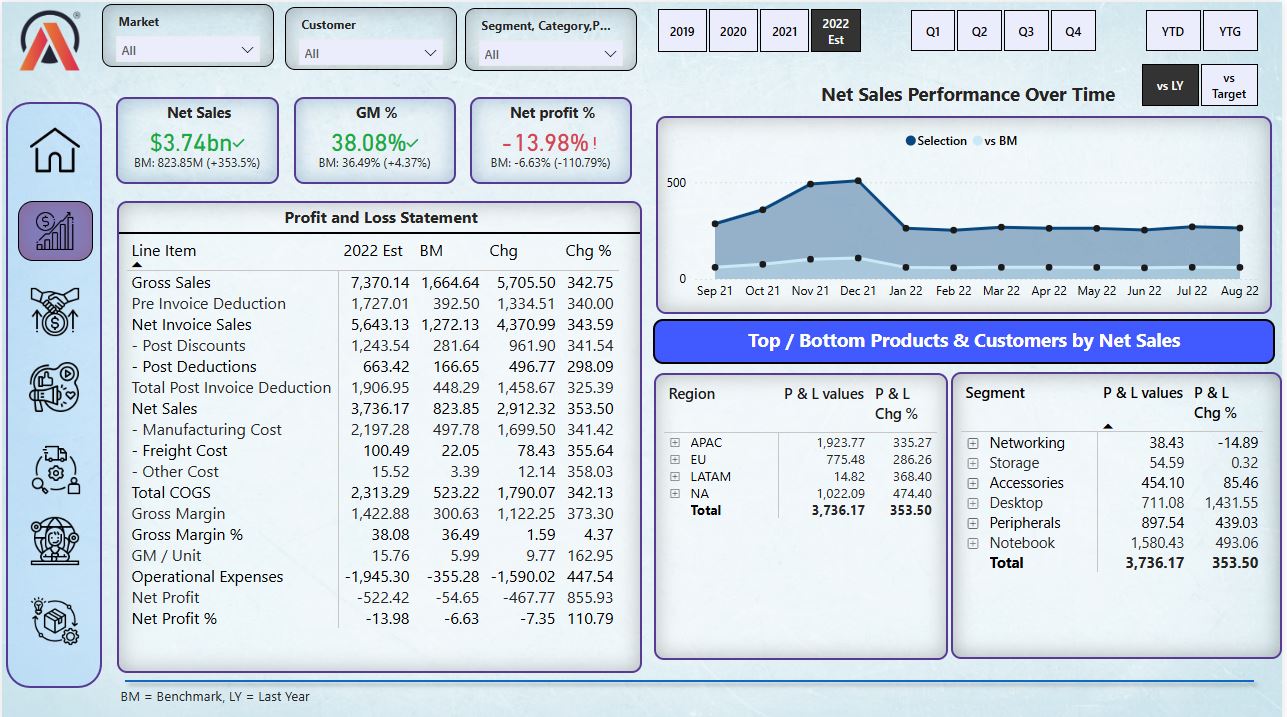 Market
All
Customer
All
Segment, Category,P...
All
2019
2020
2021
2022
Est
Q1
Q2
Q3
Q4
YTD
YTG
vs LY
vs
Target
Net Sales
$3.74bn
BM: 823.85M (+353.5%)
GM %
38.08%
BM: 36.49% (+4.37%)
Net profit %
-13.98% !
BM: -6.63% (-110.79%)
Net Sales Performance Over Time
Selection vs BM
500
0
Sep 21 Oct 21 Nov 21 Dec 21 Jan 22 Feb 22 Mar 22 Apr 22 May 22 Jun 22 Jul 22 Aug 22
Profit and Loss Statement
Line Item 2022 Est BM Chg Chg %
Gross Sales 7,370.14 1,664.64 5,705.50 342.75
Pre Invoice Deduction 1,727.01 392.50 1,334.51 340.00
Net Invoice Sales 5,643.13 1,272.13 4,370.99 343.59
- Post Discounts 1,243.54 281.64 961.90 341.54
- Post Deductions 663.42 166.65 496.77 298.09
Total Post Invoice Deduction 1,906.95 448.29 1,458.67 325.39
Net Sales 3,736.17 823.85 2,912.32 353.50
- Manufacturing Cost 2,197.28 497.78 1,699.50 341.42
- Freight Cost 100.49 22.05 78.43 355.64
- Other Cost 15.52 3.39 12.14 358.03
Total COGS 2,313.29 523.22 1,790.07 342.13
Gross Margin 1,422.88 300.63 1,122.25 373.30
Gross Margin % 38.08 36.49 1.59 4.37
GM / Unit 15.76 5.99 9.77 162.95
Operational Expenses -1,945.30 -355.28 -1,590.02 447.54
Net Profit -522.42 -54.65 -467.77 855.93
Net Profit % -13.98 -6.63 -7.35 110.79
Top / Bottom Products & Customers by Net Sales
Region P & L values P & L
Chg %
APAC 1,923.77 335.27
EU 775.48 286.26
LATAM 14.82 368.40
NA 1,022.09 474.40
Total 3,736.17 353.50
Segment P & L values P & L
Chg %
Networking 38.43 -14.89
Storage 54.59 0.32
Accessories 454.10 85.46
Desktop 711.08 1,431.55
Peripherals 897.54 439.03
Notebook 1,580.43 493.06
Total 3,736.17 353.50
BM = Benchmark, LY = Last Year